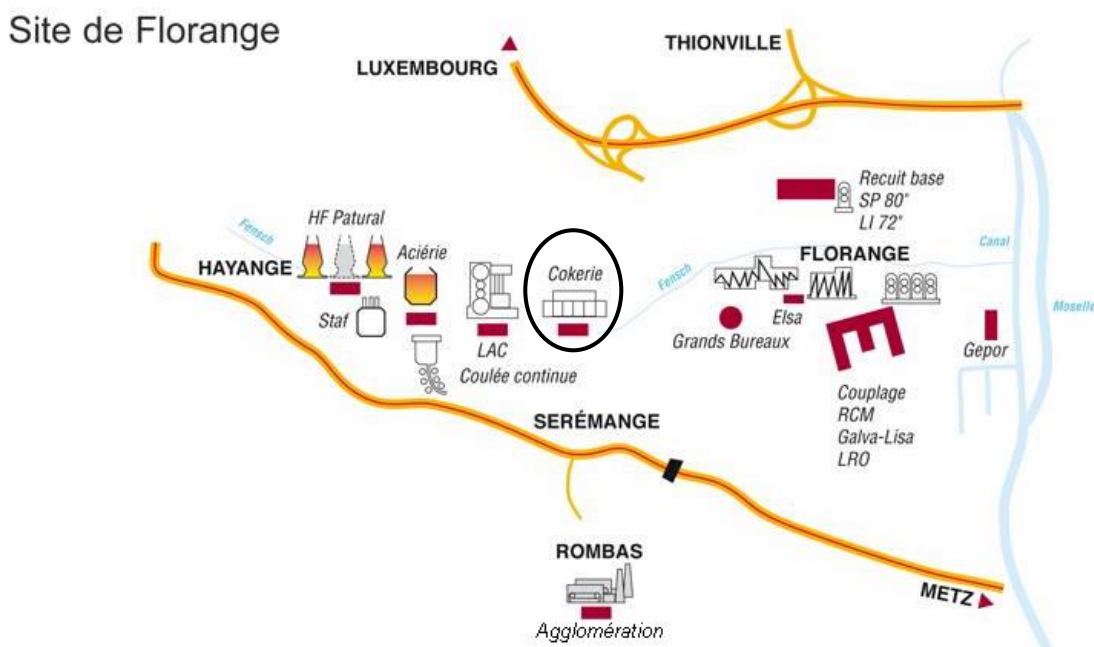 Site de Florange
THIONVILLE
LUXEMBOURG
Recuit base
SP 80"
LI 72"
HF Patural
Fensch
Aciérie
HAYANGE
Cokerie
Fensch
FLORANGE
Canal
Moselle
Staf
LAC
Coulée continue
Elsa
Grands Bureaux
Gepor
Couplage
RCM
Galva-Lisa
LRO
SERÉMANGE
ROMBAS
METZ
Agglomération